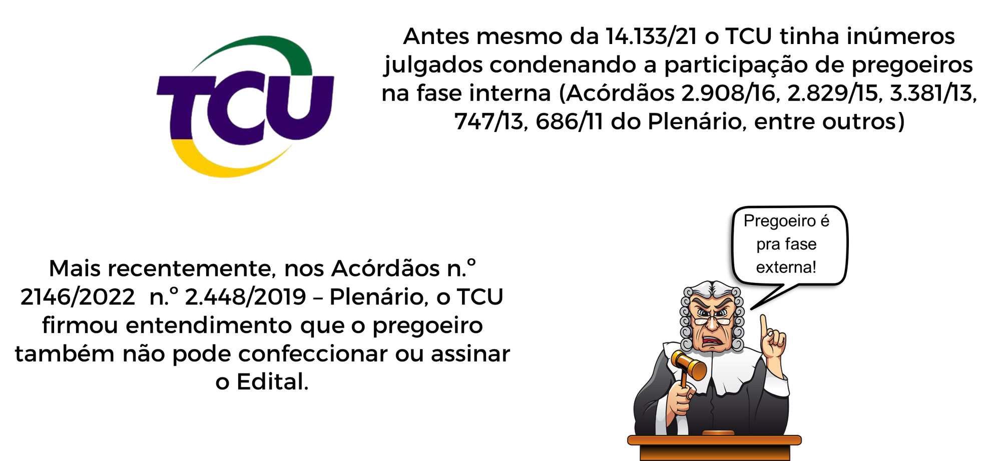 TCU
Antes mesmo da 14.133/21 o TCU tinha inúmeros
julgados condenando a participação de pregoeiros
na fase interna (Acórdãos 2.908/16, 2.829/15, 3.381/13,
747/13, 686/11 do Plenário, entre outros)
Pregoeiro é
pra fase
externa!
Mais recentemente, nos Acórdãos n.º
2146/2022  n.º 2.448/2019 – Plenário, o TCU
firmou entendimento que o pregoeiro
também não pode confeccionar ou assinar
o Edital.